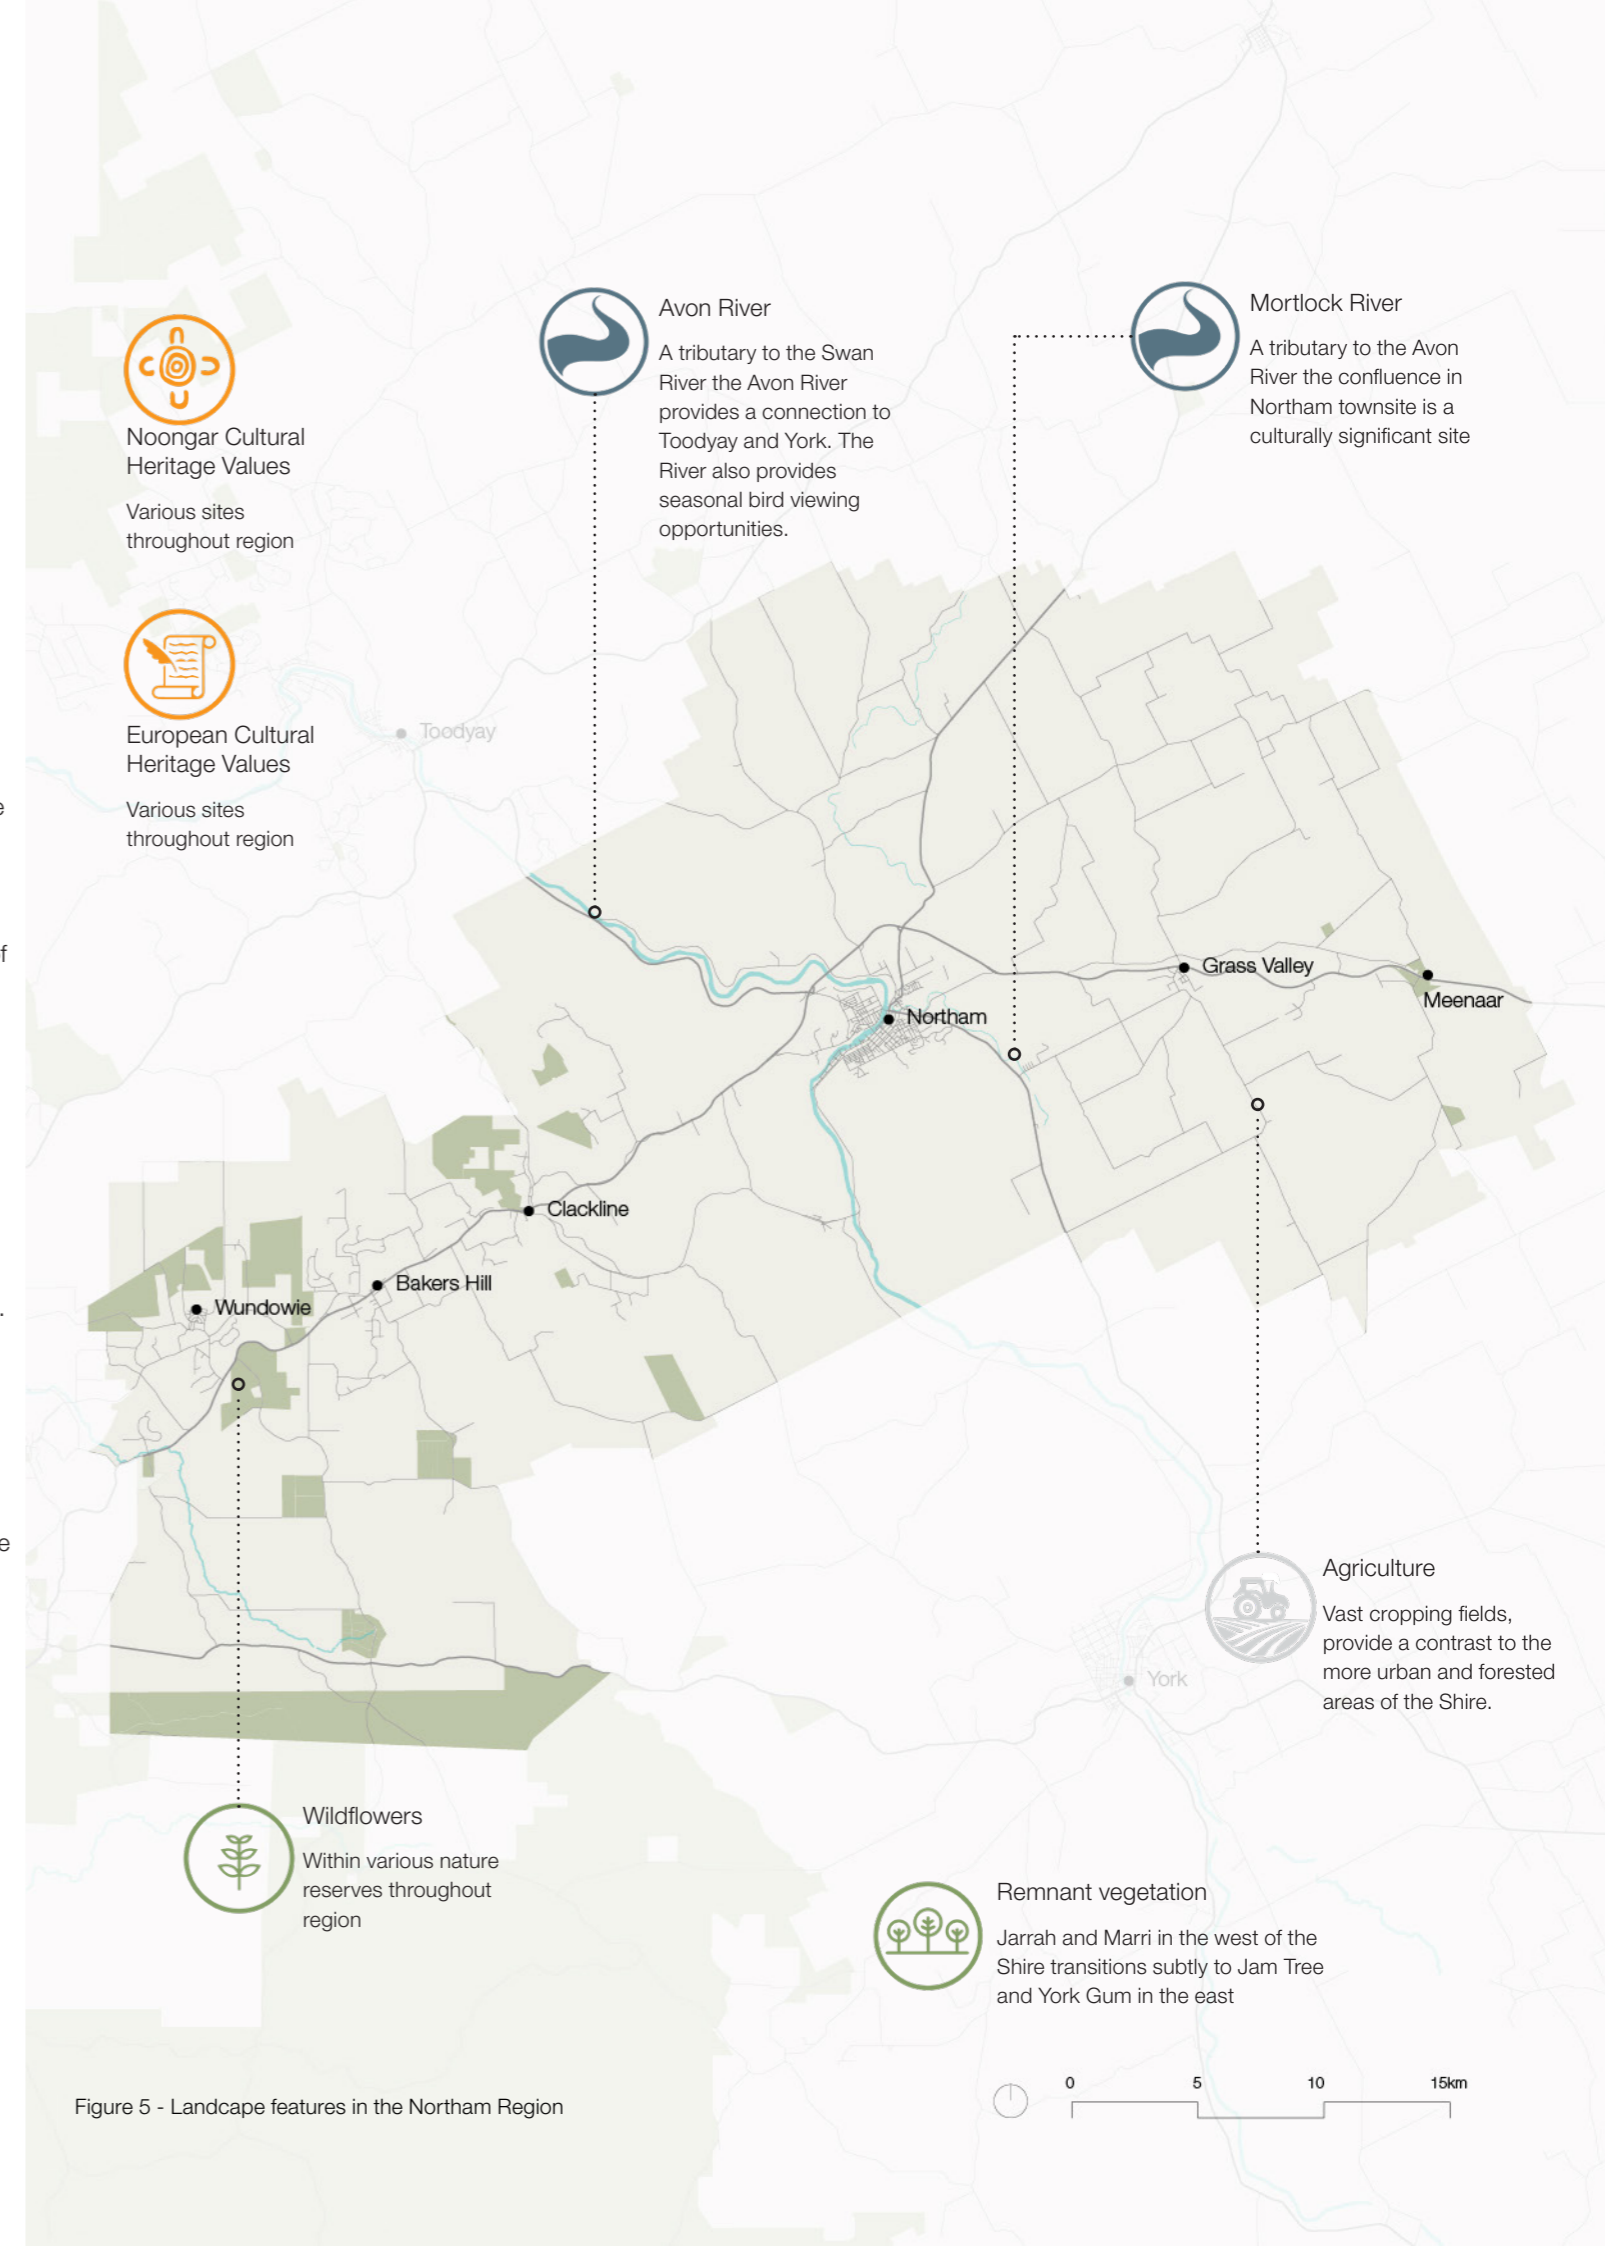 Avon River
A tributary to the Swan
River the Avon River
provides a connection to
Toodyay and York. The
River also provides
seasonal bird viewing
opportunities.
Mortlock River
A tributary to the Avon
River the confluence in
Northam townsite is a
culturally significant site
Noongar Cultural
Heritage Values
Various sites
throughout region
European Cultural
Heritage Values
Various sites
throughout region
Toodyay
Grass Valley
Meenaar
Northam
Clackline
Bakers Hill
Wundowie
Agriculture
Vast cropping fields,
provide a contrast to the
more urban and forested
areas of the Shire.
York
Wildflowers
Within various nature
reserves throughout
region
Remnant vegetation
Jarrah and Marri in the west of the
Shire transitions subtly to Jam Tree
and York Gum in the east
0 5 10 15km
Figure 5 - Landcape features in the Northam Region